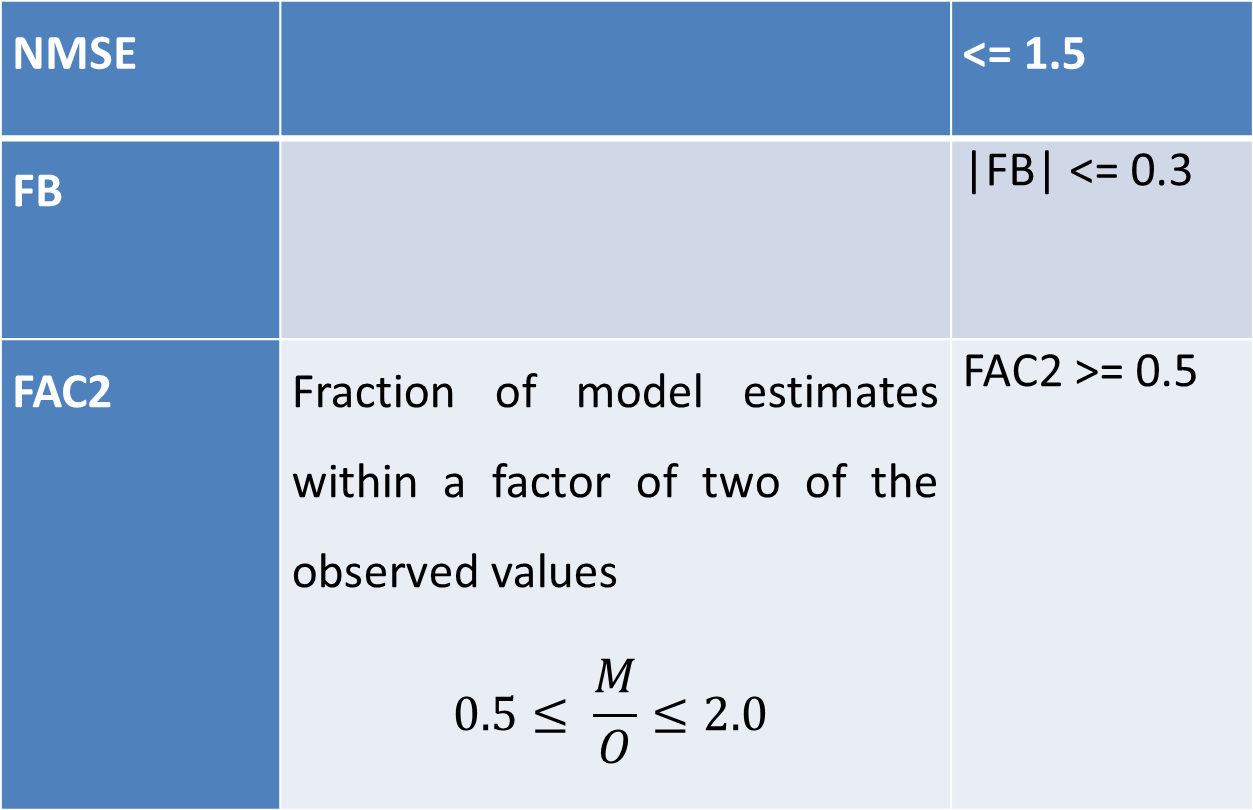 NMSE <= 1.5
FB |FB| <= 0.3
FAC2 Fraction of model estimates FAC2 >= 0.5
within a factor of two of the
observed values
0.5 ≤ M/O ≤ 2.0